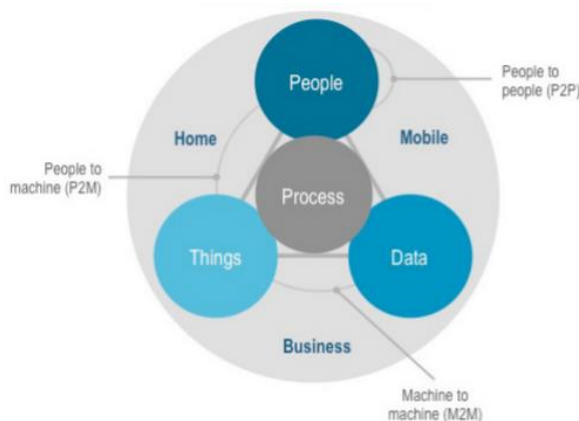 People
People to
people (P2P)
Home
Mobile
People to
machine (P2M)
Process
Things
Data
Business
Machine to
machine (M2M)